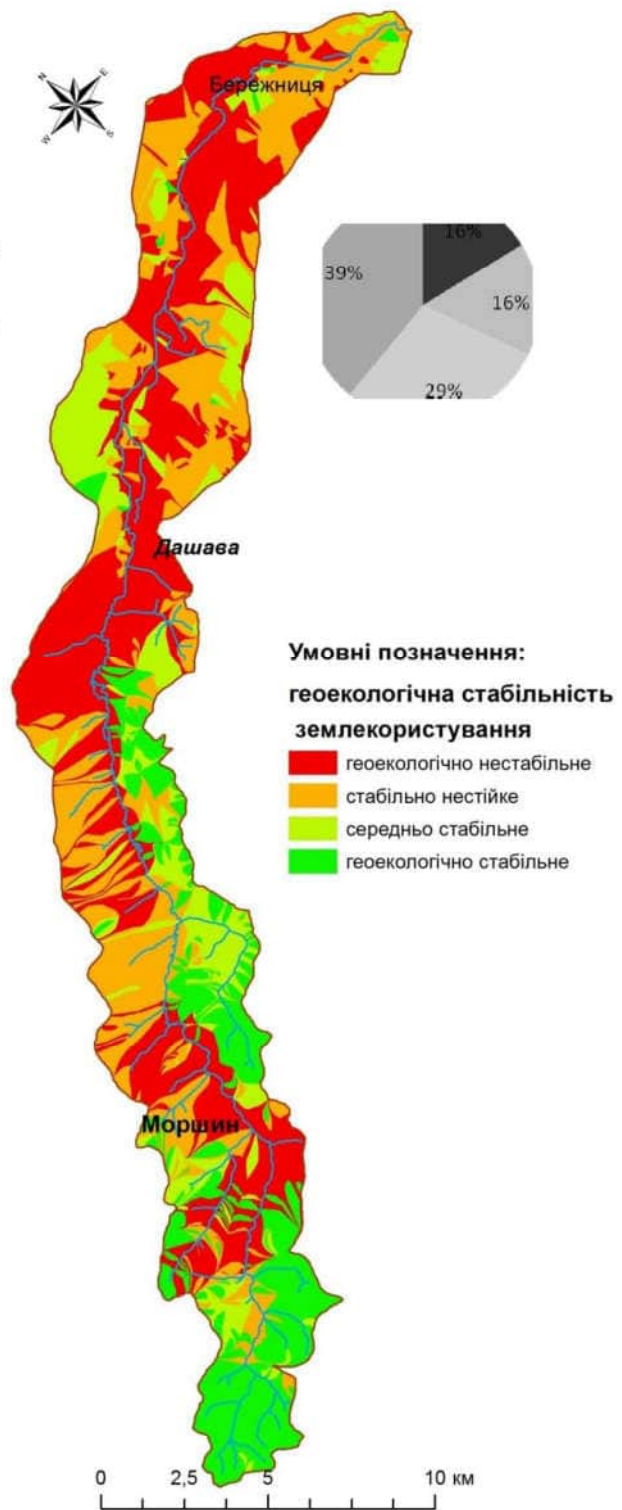 N
E
W
S
Бережниця
16%
39%
16%
29%
Дашава
Умовні позначення:
геоекологічна стабільність
землекористування
геоекологічно нестабільне
стабільно нестійке
середньо стабільне
геоекологічно стабільне
Моршин
0 2,5 5 10 км